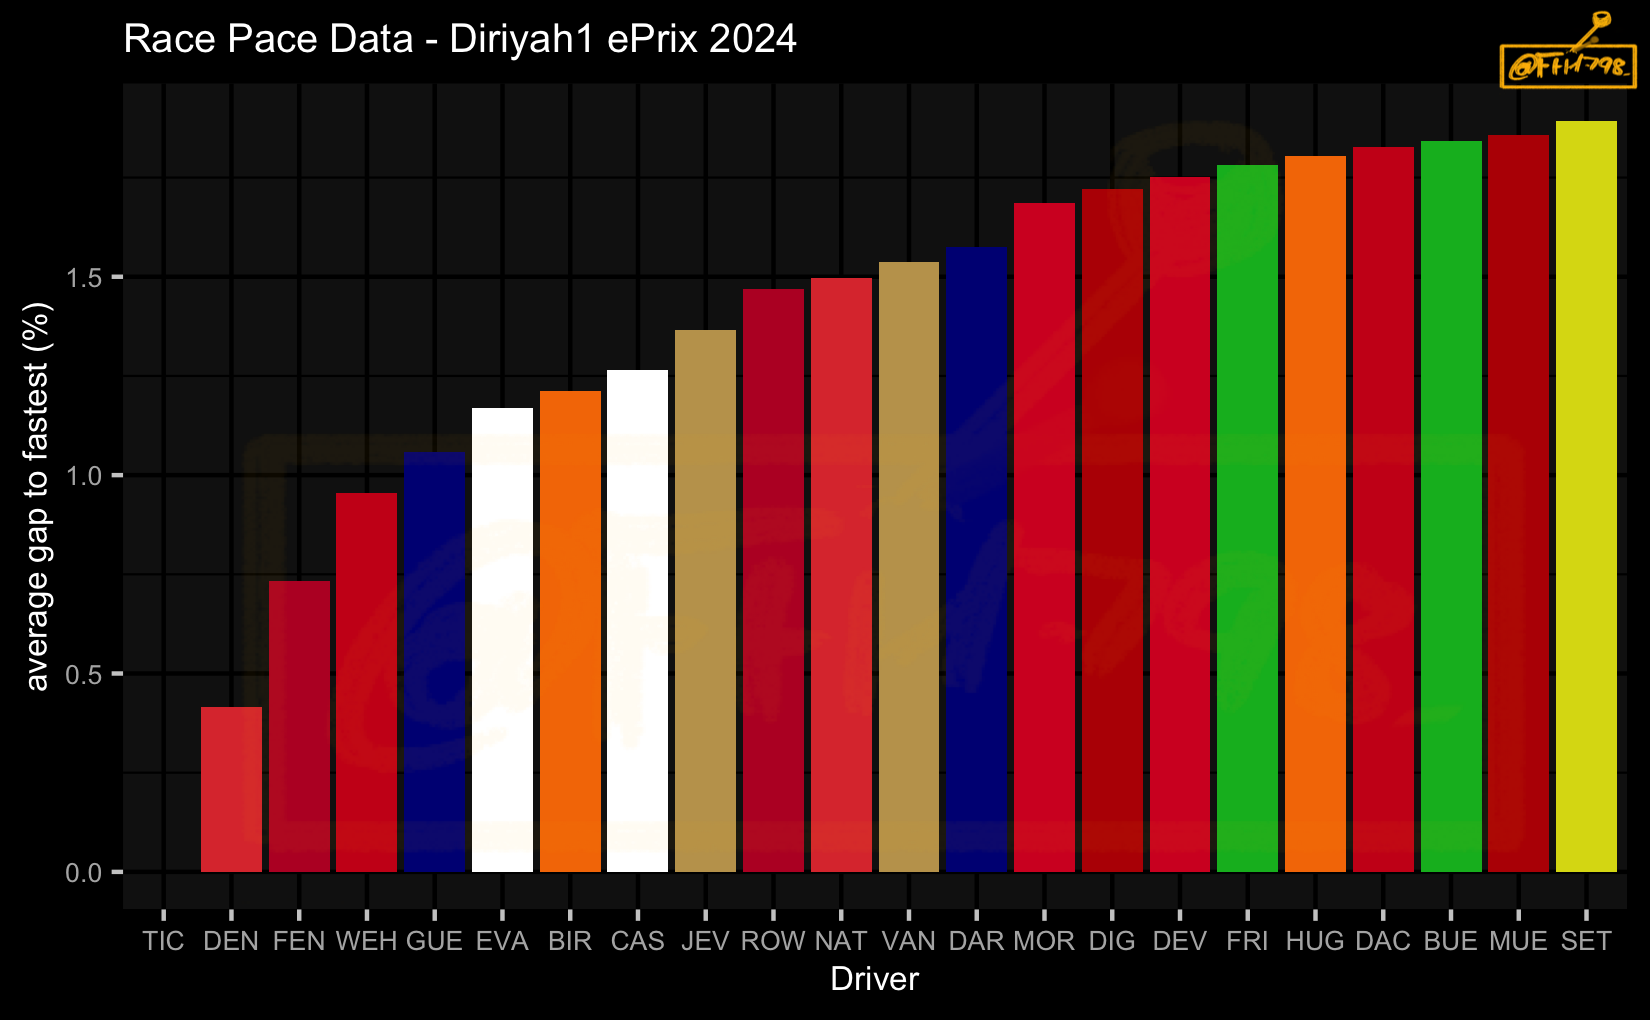 Race Pace Data - Diriyah1 ePrix 2024
@FFH798_
average gap to fastest (%)
1.5
1.0
0.5
0.0
TIC DEN FEN WEH GUE EVA BIR CAS JEV ROW NAT VAN DAR MOR DIG DEV FRI HUG DAC BUE MUE SET
Driver